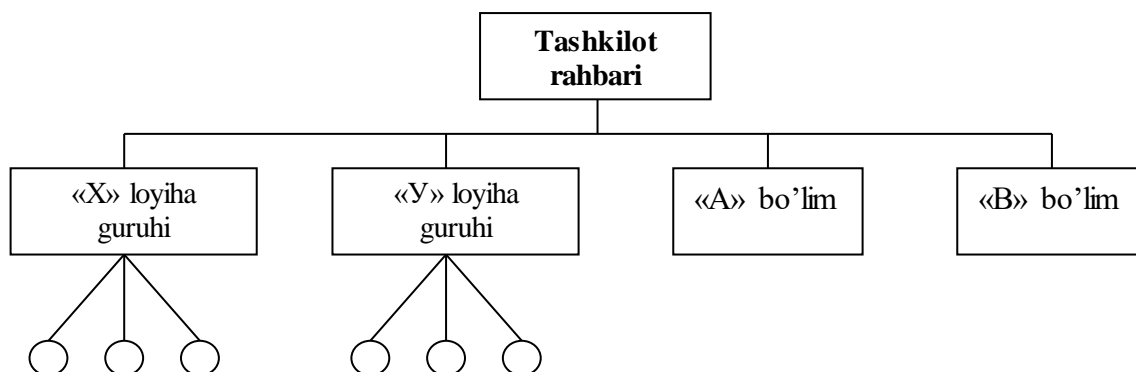 Tashkilot
rahbari
«X» loyiha
guruhi
«У» loyiha
guruhi
«A» bo’lim
«B» bo’lim